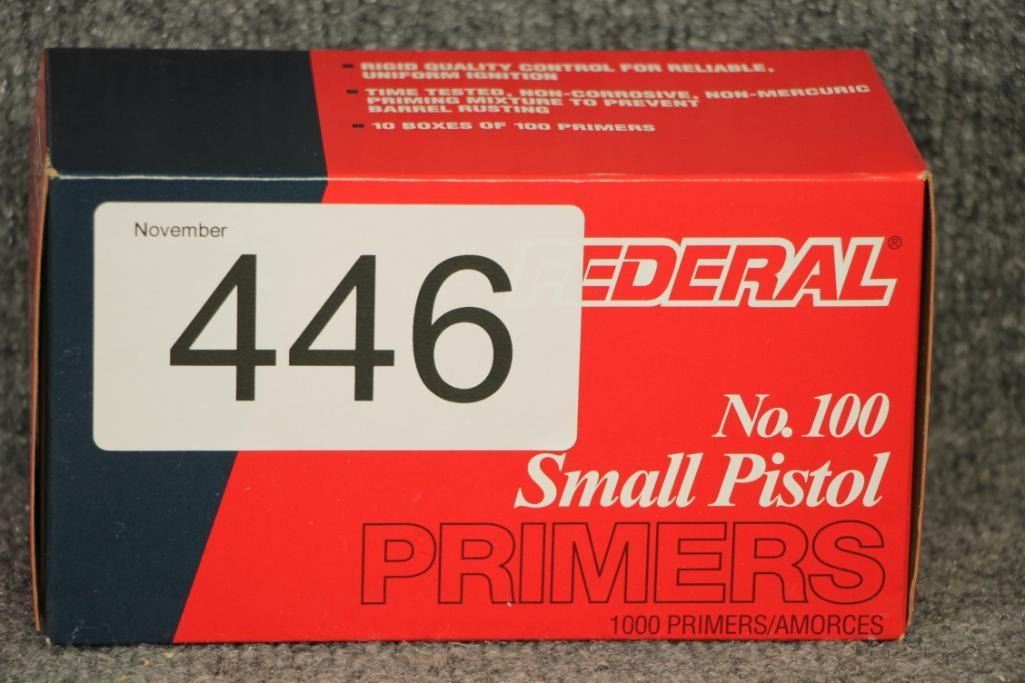 - RIGID QUALITY CONTROL FOR RELIABLE,
UNIFORM IGNITION
- TIME TESTED, NON-CORROSIVE, NON-MERCURIC
PRIMING MIXTURE TO PREVENT
BARREL RUSTING
- 10 BOXES OF 100 PRIMERS
November
446
FEDERAL®
No. 100
Small Pistol
PRIMERS
1000 PRIMERS/AMORCES